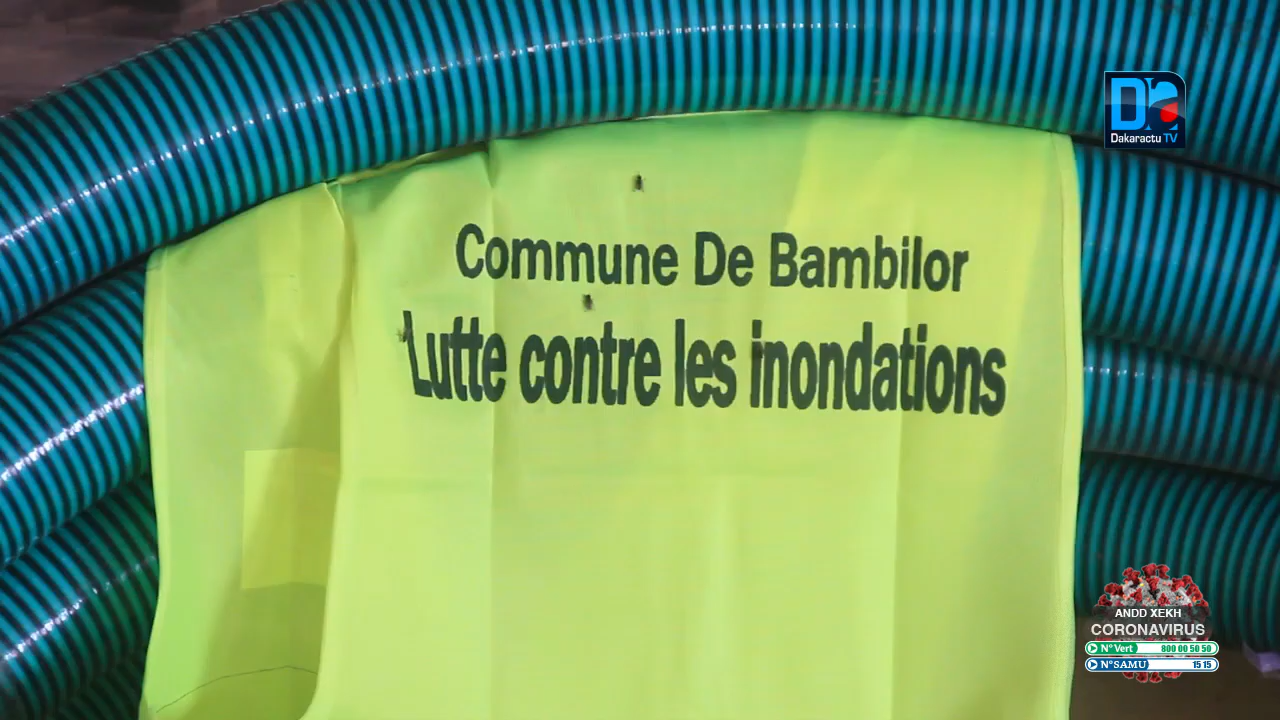 Dakaractu TV
Commune De Bambilor
Lutte contre les inondations
ANDD XEKH
CORONAVIRUS
N° Vert 800 00 50 50
N° SAMU 15 15